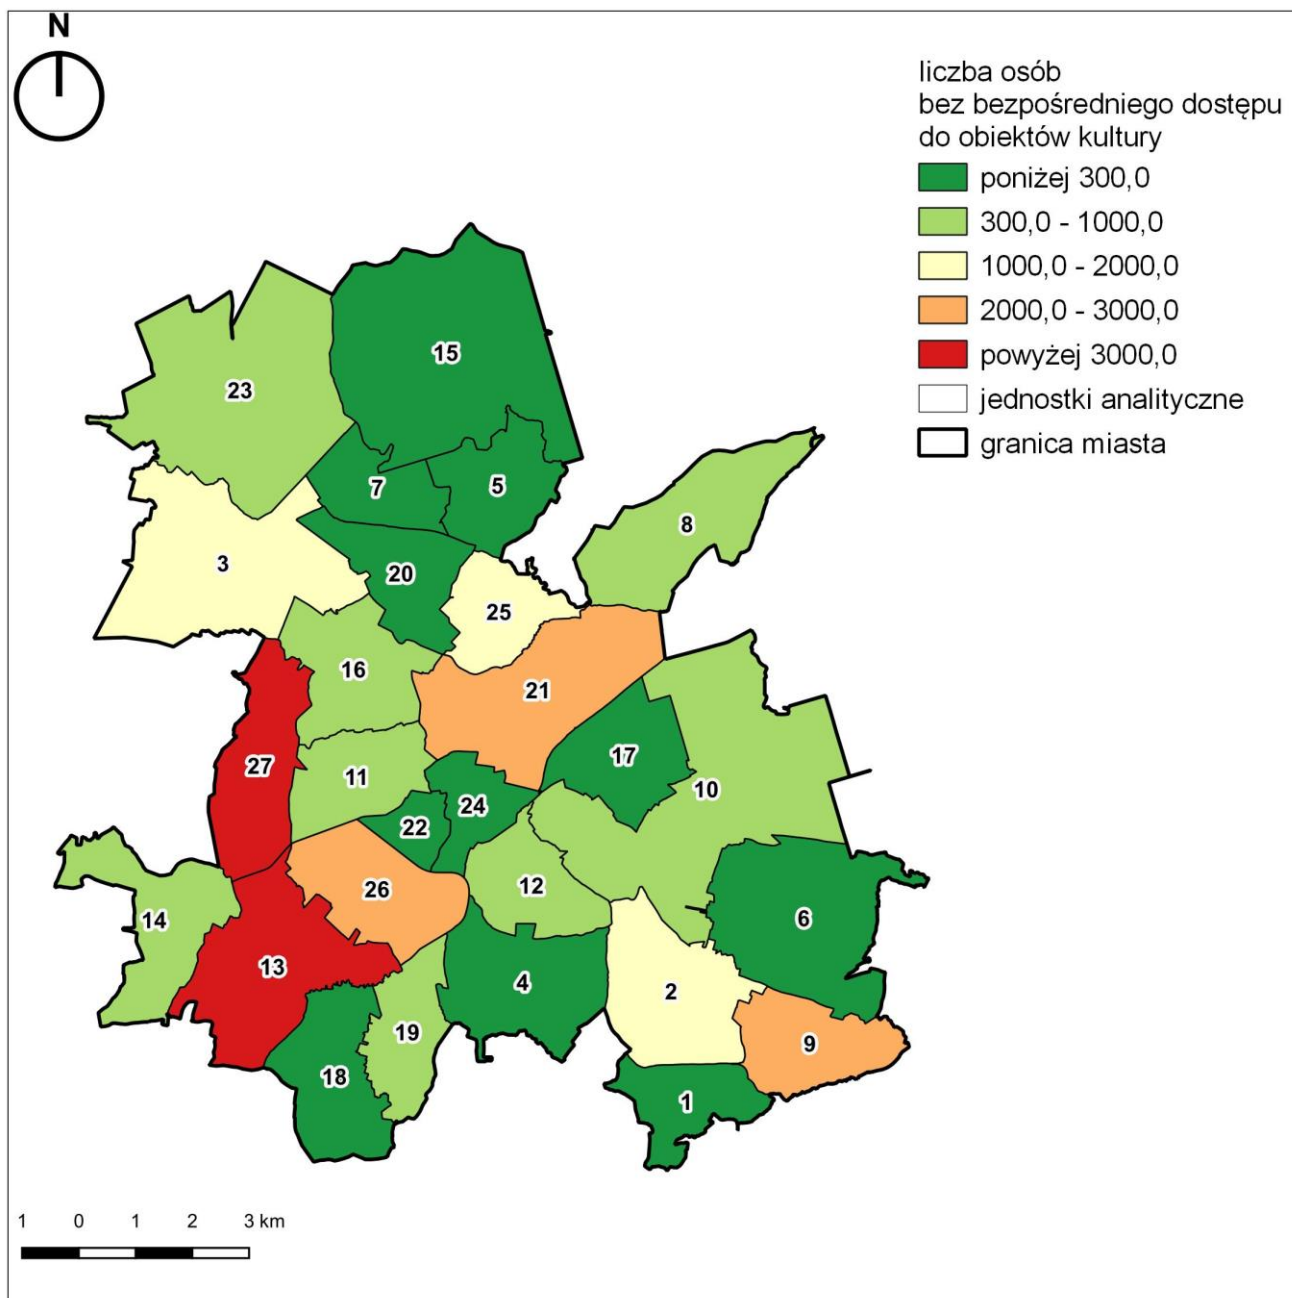 N
liczba osób
bez bezpośredniego dostępu
do obiektów kultury
poniżej 300,0
300,0 - 1000,0
1000,0 - 2000,0
2000,0 - 3000,0
powyżej 3000,0
jednostki analityczne
granica miasta
15
23
7
5
8
3
20
25
16
21
17
27
11
10
24
22
26
12
14
6
13
4
2
19
9
18
1
1 0 1 2 3 km